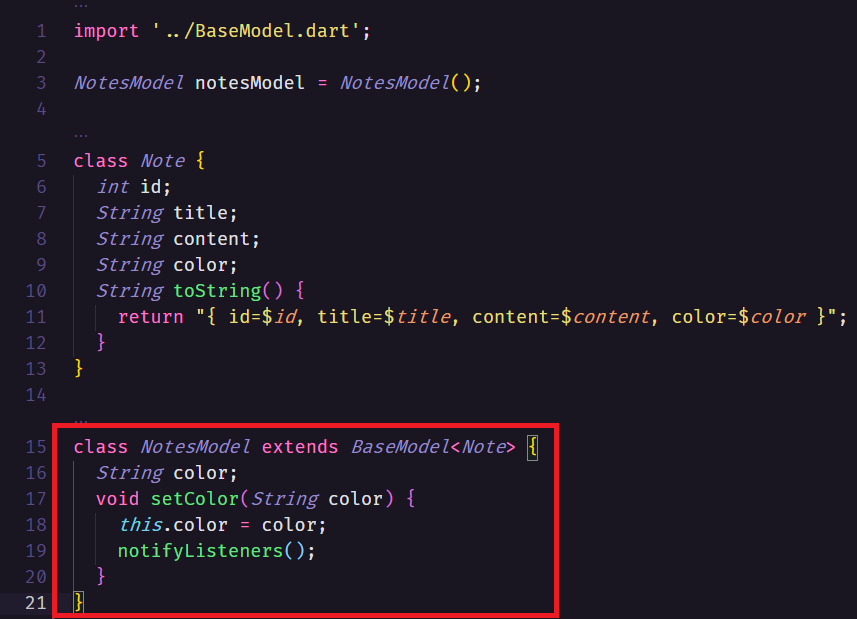 ...
1 import '../BaseModel.dart';
2
3 NotesModel notesModel = NotesModel();
4
...
5 class Note {
6   int id;
7   String title;
8   String content;
9   String color;
10   String toString() {
11     return "{ id=$id, title=$title, content=$content, color=$color }";
12   }
13 }
14
...
15 class NotesModel extends BaseModel<Note> {
16   String color;
17   void setColor(String color) {
18     this.color = color;
19     notifyListeners();
20   }
21 }